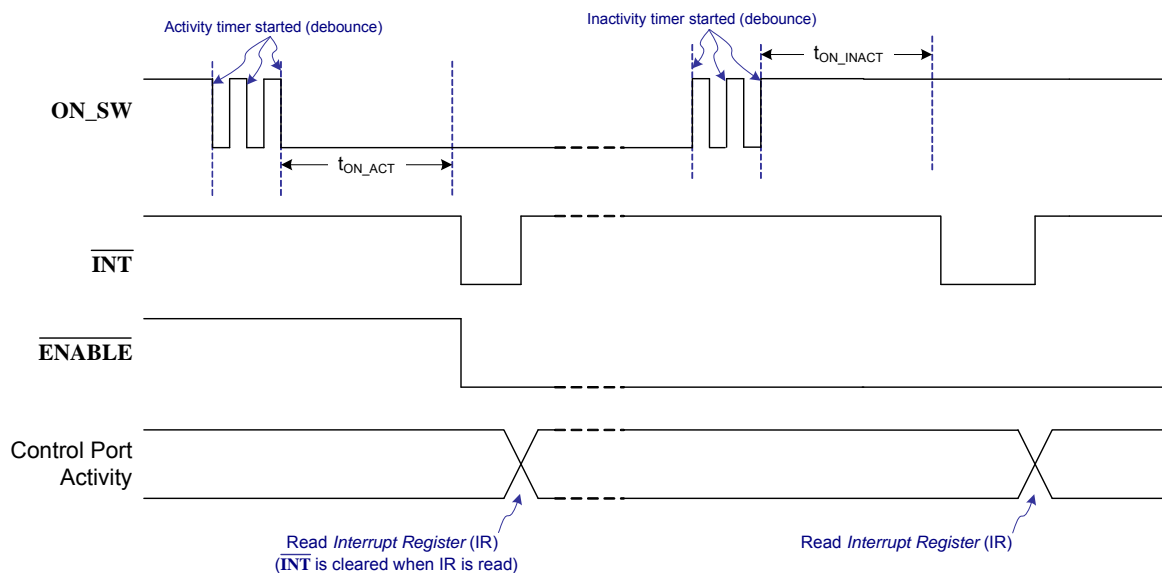 Activity timer started (debounce)
Inactivity timer started (debounce)
tON_INACT
ON_SW
tON_ACT
INT
ENABLE
Control Port
Activity
Read Interrupt Register (IR)
(INT is cleared when IR is read)
Read Interrupt Register (IR)